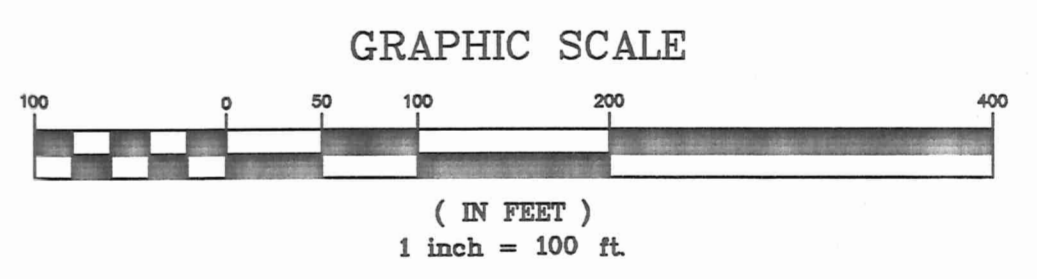 GRAPHIC SCALE
100 0 50 100 200 400
( IN FEET )
1 inch = 100 ft.